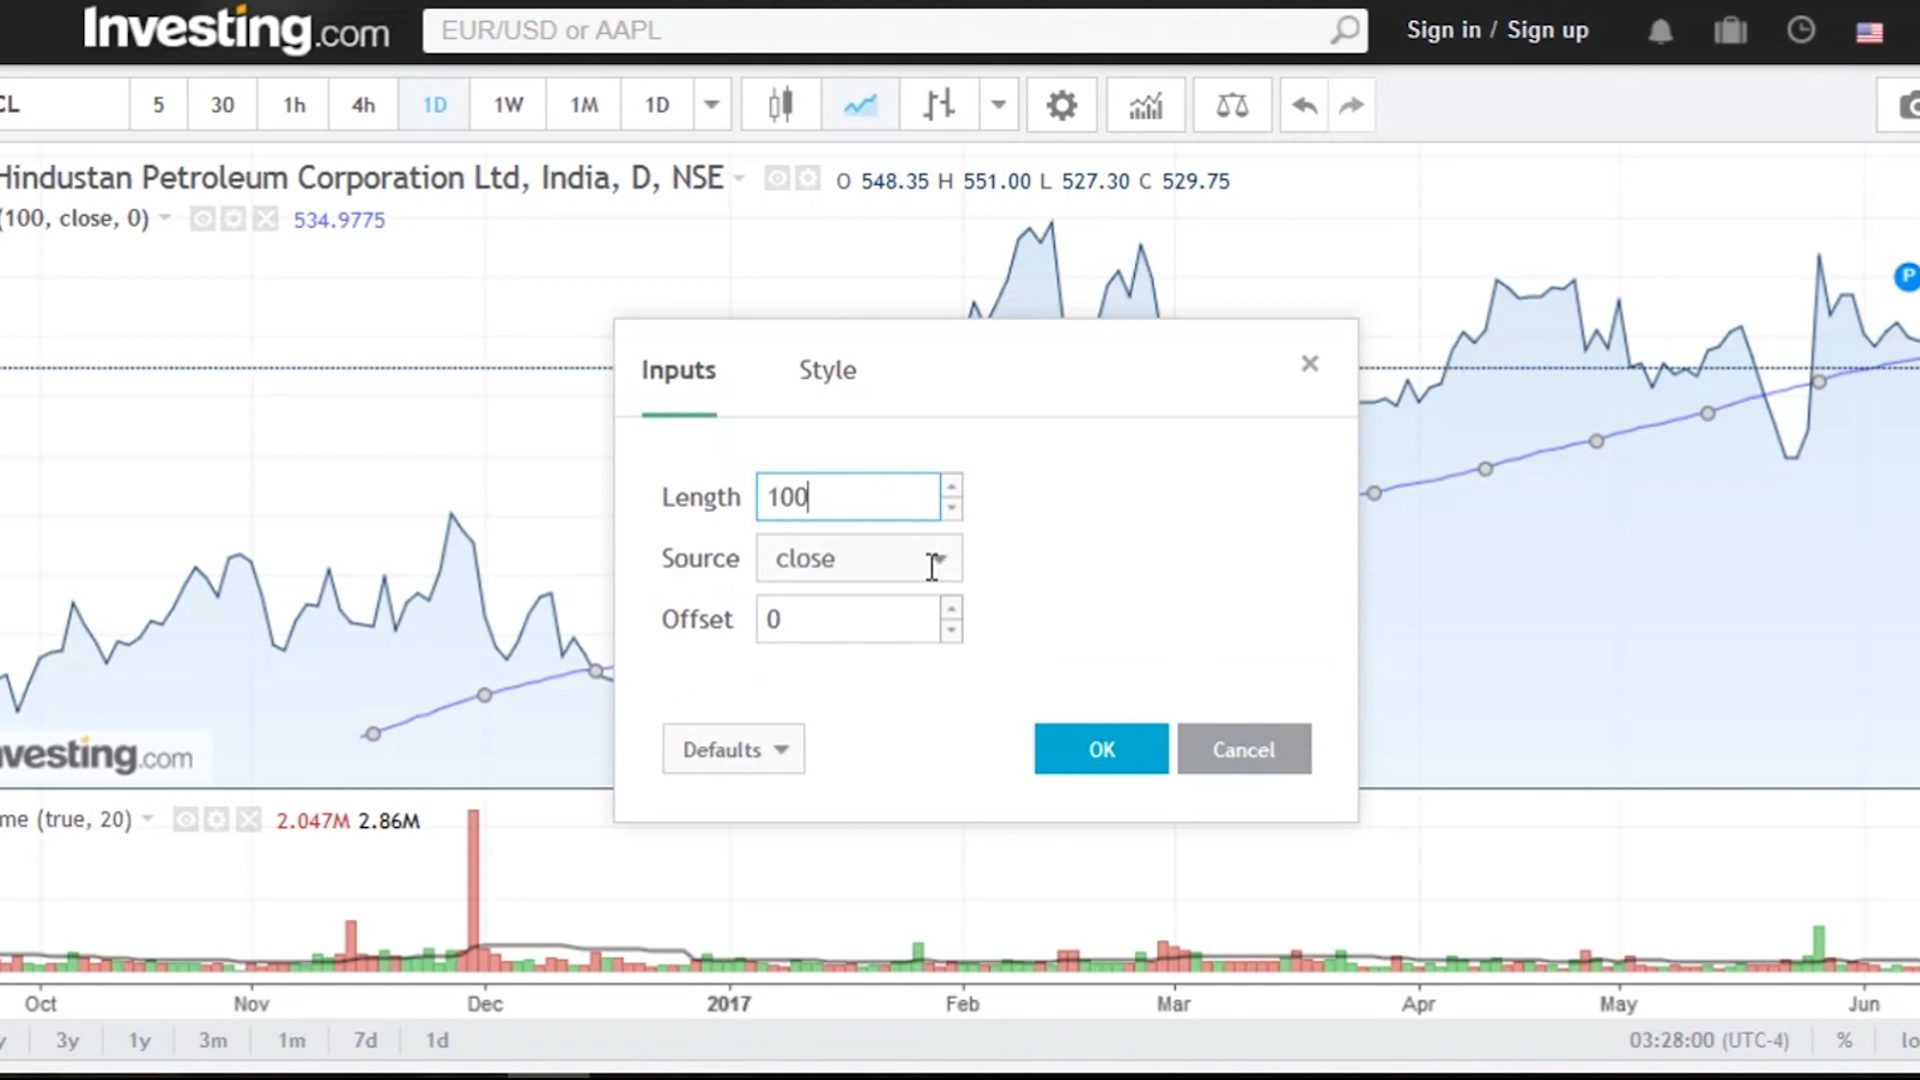 Investing.com EUR/USD or AAPL Sign in / Sign up
CL 5 30 1h 4h 1D 1W 1M 1D
Hindustan Petroleum Corporation Ltd, India, D, NSE O 548.35 H 551.00 L 527.30 C 529.75
(100, close, 0) 534.9775
P
Inputs Style
Length 100
Source close
Offset 0
Defaults OK Cancel
nvesting.com
me (true, 20) 2.047M 2.86M
Oct Nov Dec 2017 Feb Mar Apr May Jun
y 3y 1y 3m 1m 7d 1d 03:28:00 (UTC-4) % lo